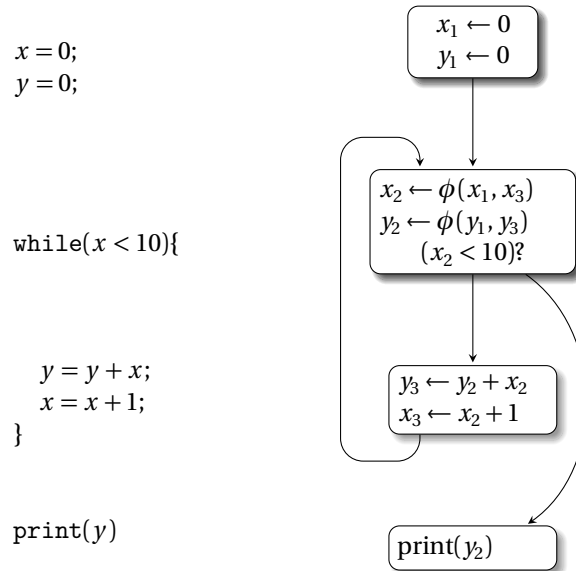 x = 0;
y = 0;
while(x < 10){
y = y + x;
x = x + 1;
}
print(y)
x₁ ← 0
y₁ ← 0
x₂ ← ϕ(x₁, x₃)
y₂ ← ϕ(y₁, y₃)
(x₂ < 10)?
y₃ ← y₂ + x₂
x₃ ← x₂ + 1
print(y₂)